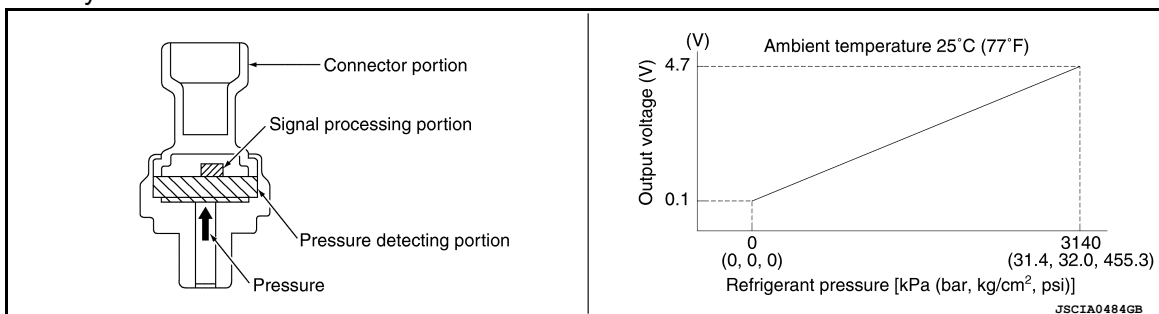 Connector portion
Signal processing portion
Pressure detecting portion
Pressure
(V)
Ambient temperature 25°C (77°F)
4.7
Output voltage (V)
0.1
0
3140
(0, 0, 0)
(31.4, 32.0, 455.3)
Refrigerant pressure [kPa (bar, kg/cm², psi)]
JSCIA0484GB